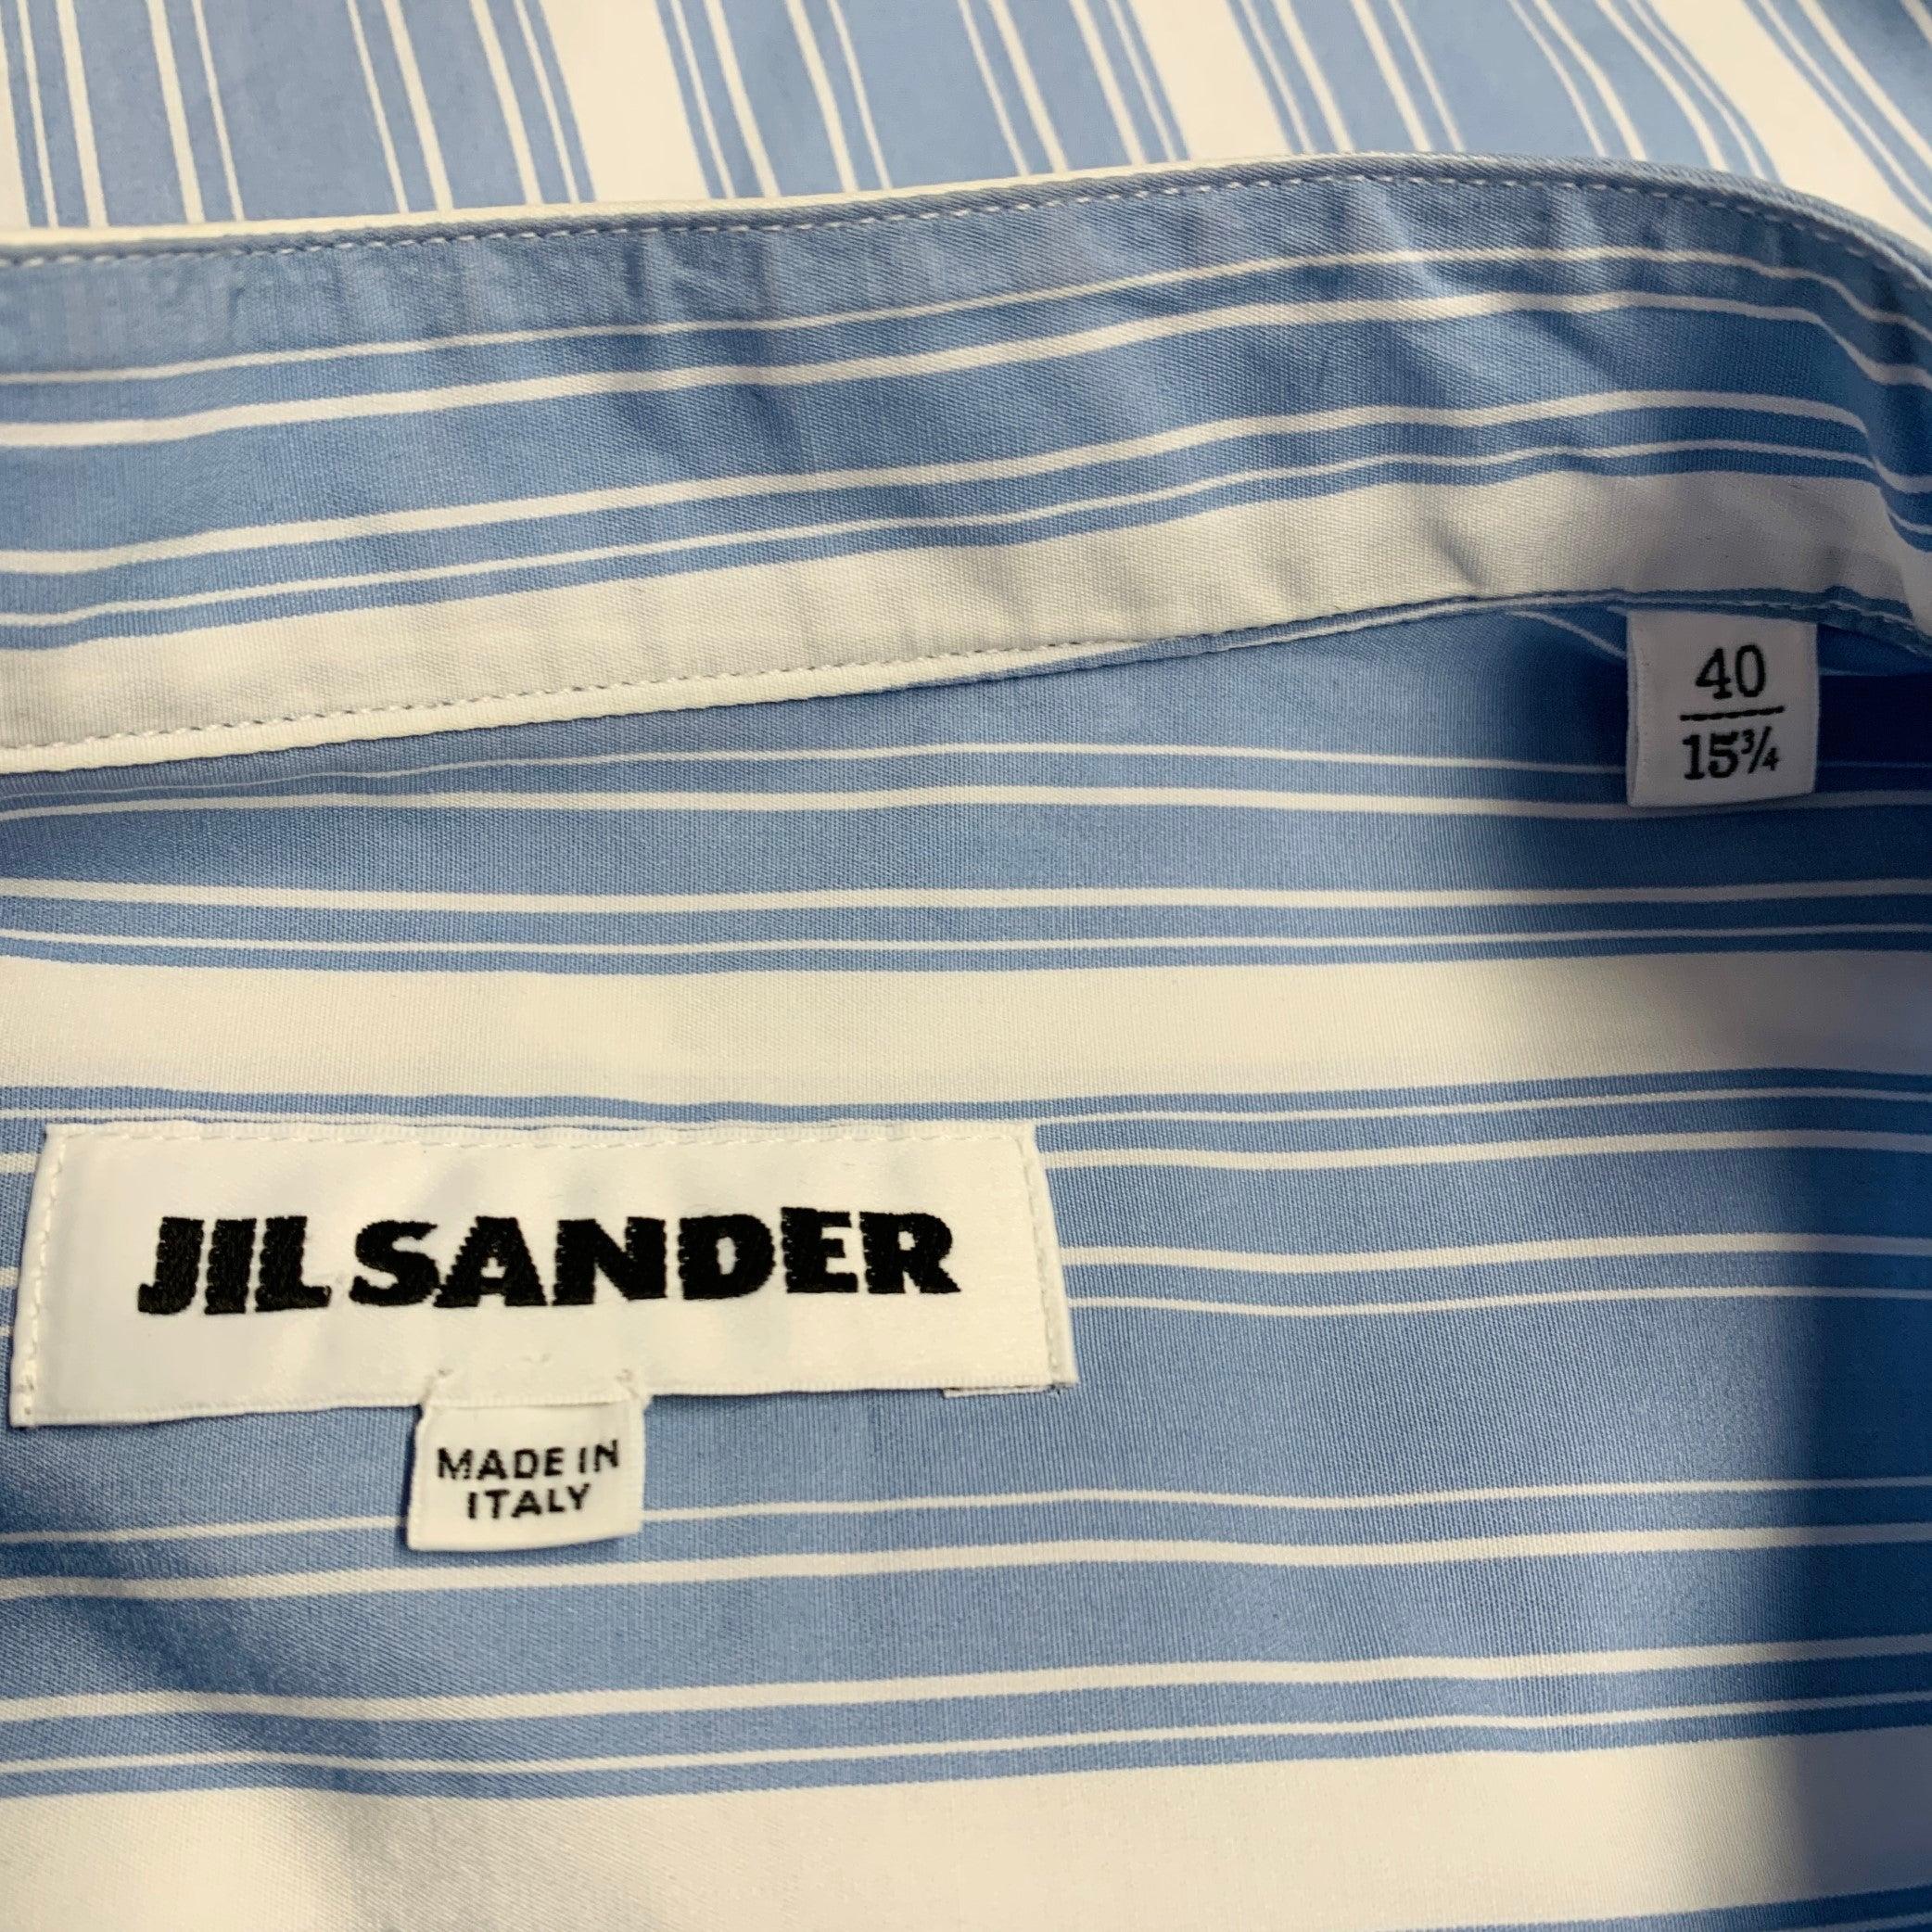 40
15¾
JIL SANDER
MADE IN
ITALY